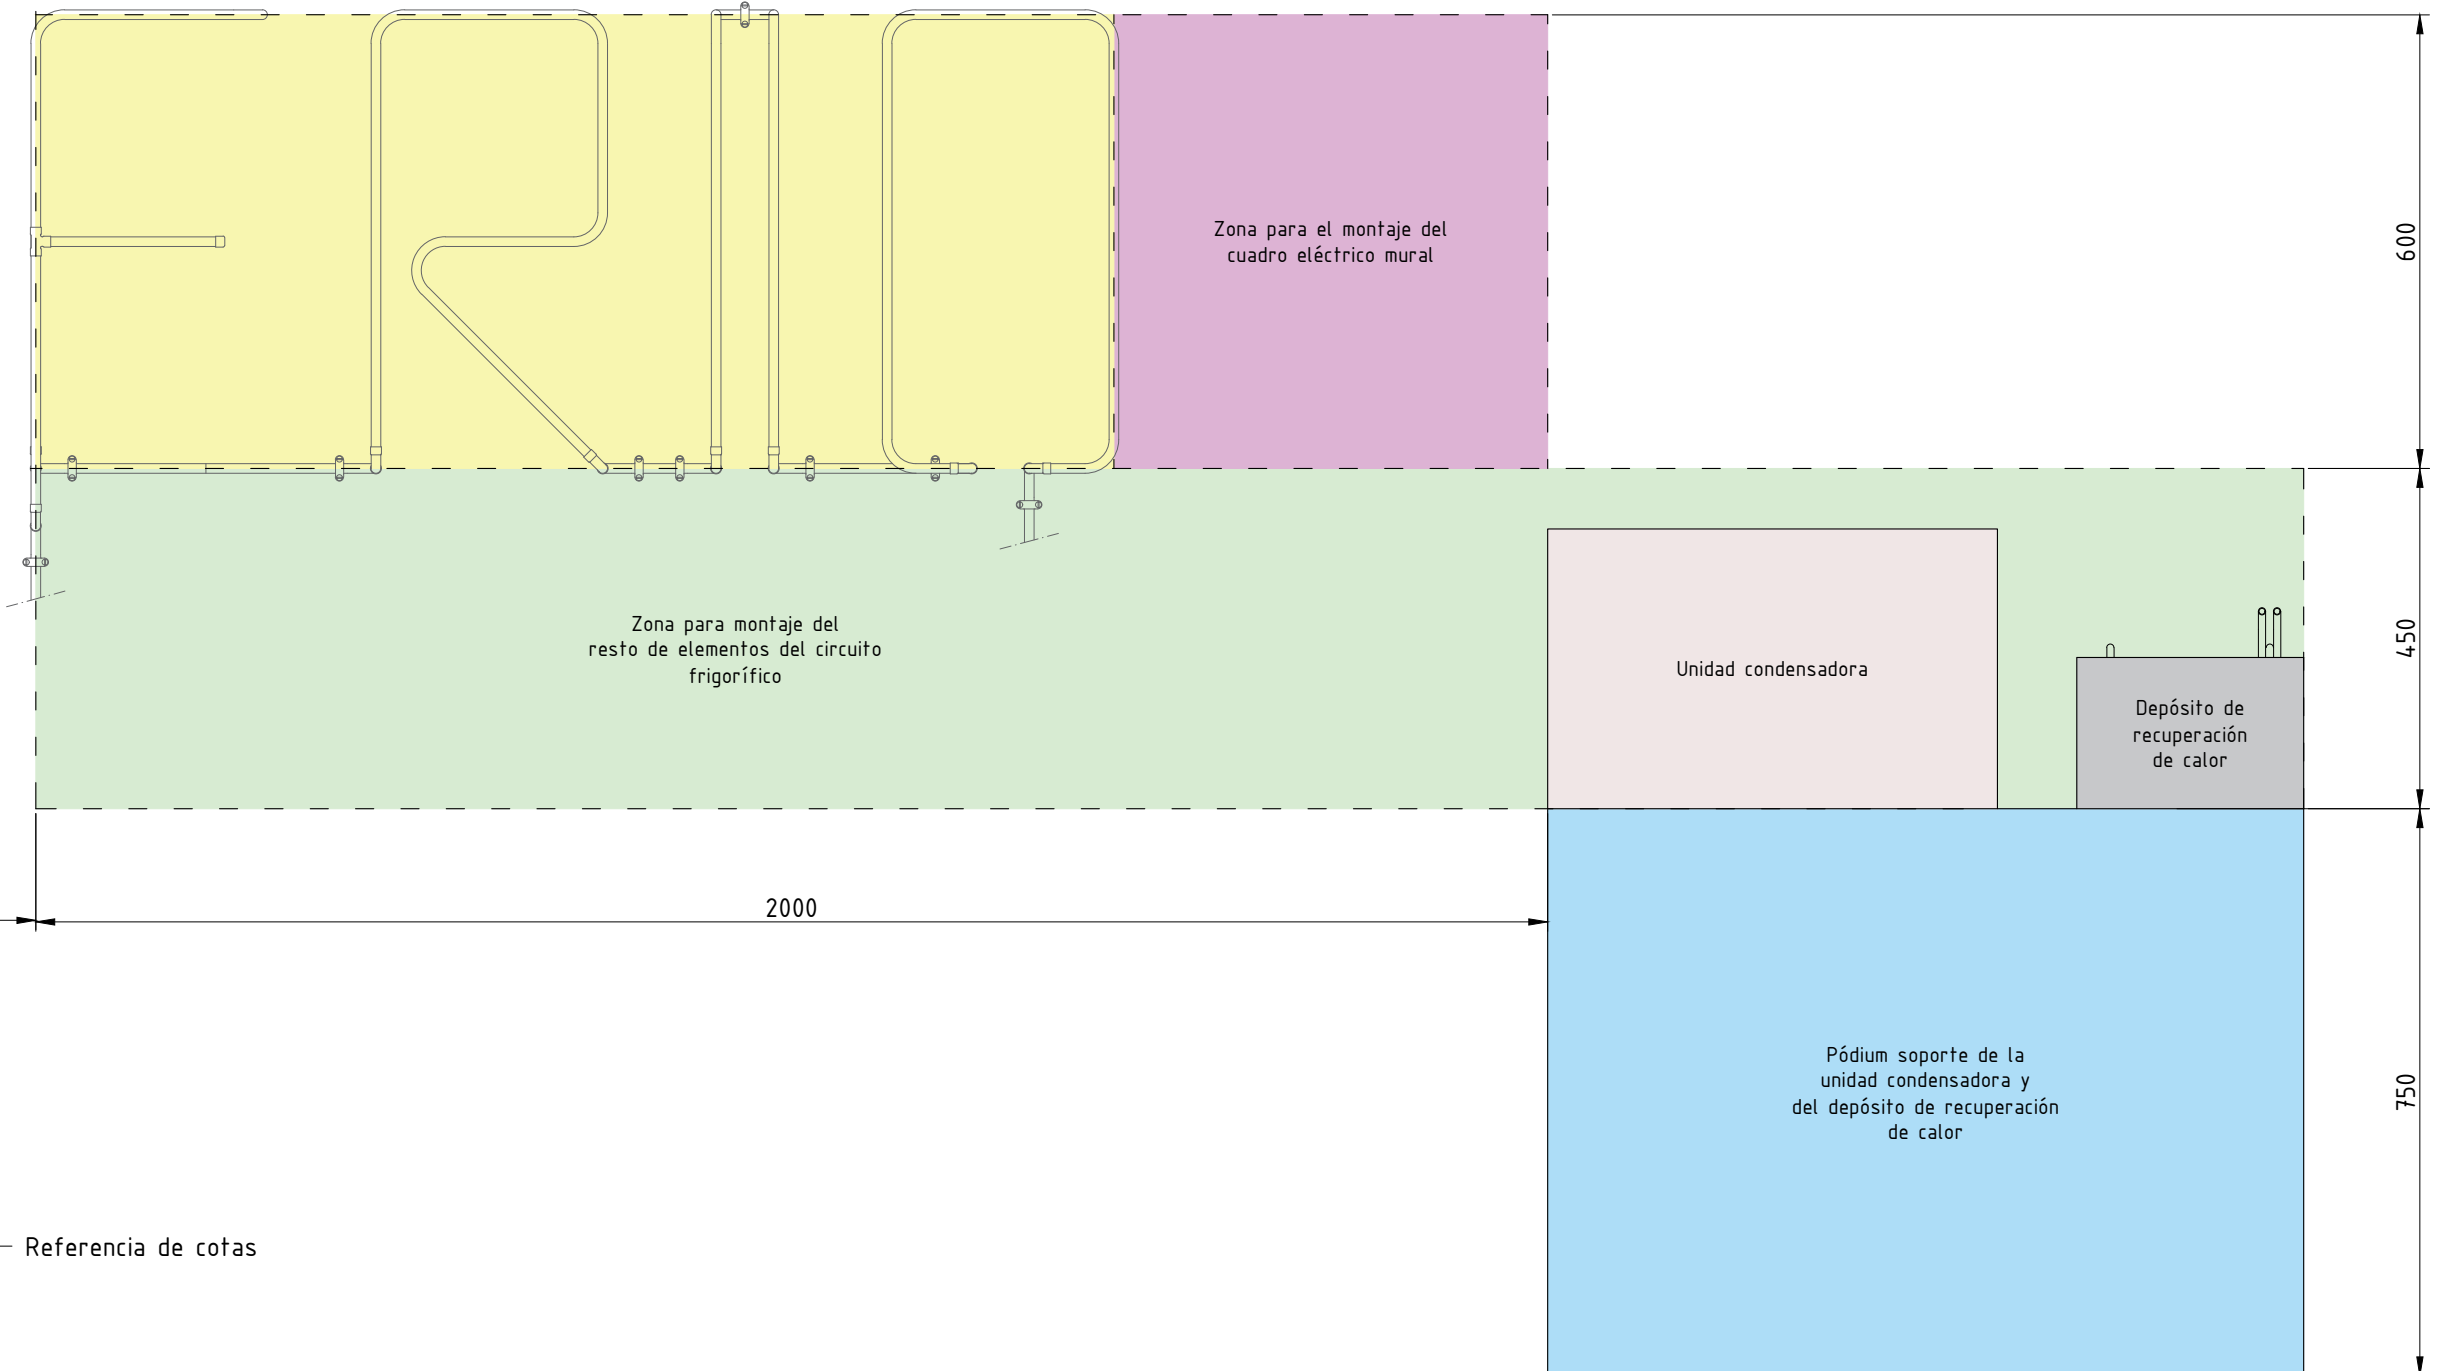 Zona para el montaje del
cuadro eléctrico mural
600
Zona para montaje del
resto de elementos del circuito
frigorífico
Unidad condensadora
450
Depósito de
recuperación
de calor
2000
Pódium soporte de la
unidad condensadora y
del depósito de recuperación
de calor
750
Referencia de cotas